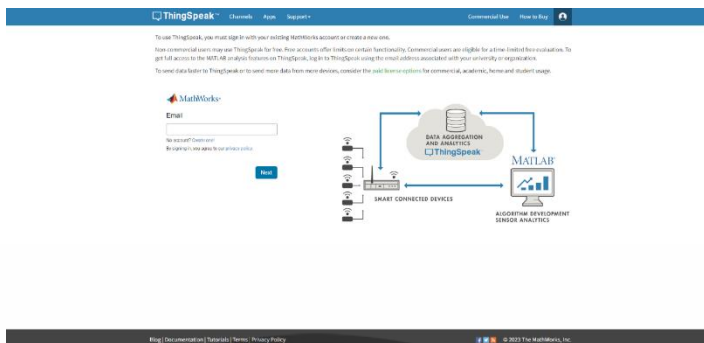 ThingSpeak™ Channels Apps Support Commercial Use How to Buy
To use ThingSpeak, you must sign in with your existing MathWorks account or create a new one.
Non-commercial users may use ThingSpeak for free. Free accounts offer limits on certain functionality. Commercial users are eligible for a time-limited free evaluation. To
get full access to the MATLAB analysis features on ThingSpeak, log in to ThingSpeak using the email address associated with your university or organization.
To send data faster to ThingSpeak or to send more data from more devices, consider the paid license options for commercial, academic, home and student usage.
MathWorks®
Email
No account? Create one!
By signing in, you agree to our privacy policy.
Next
DATA AGGREGATION
AND ANALYTICS
ThingSpeak
MATLAB
SMART CONNECTED DEVICES
ALGORITHM DEVELOPMENT
SENSOR ANALYTICS
Blog | Documentation | Tutorials | Terms | Privacy Policy
© 2023 The MathWorks, Inc.